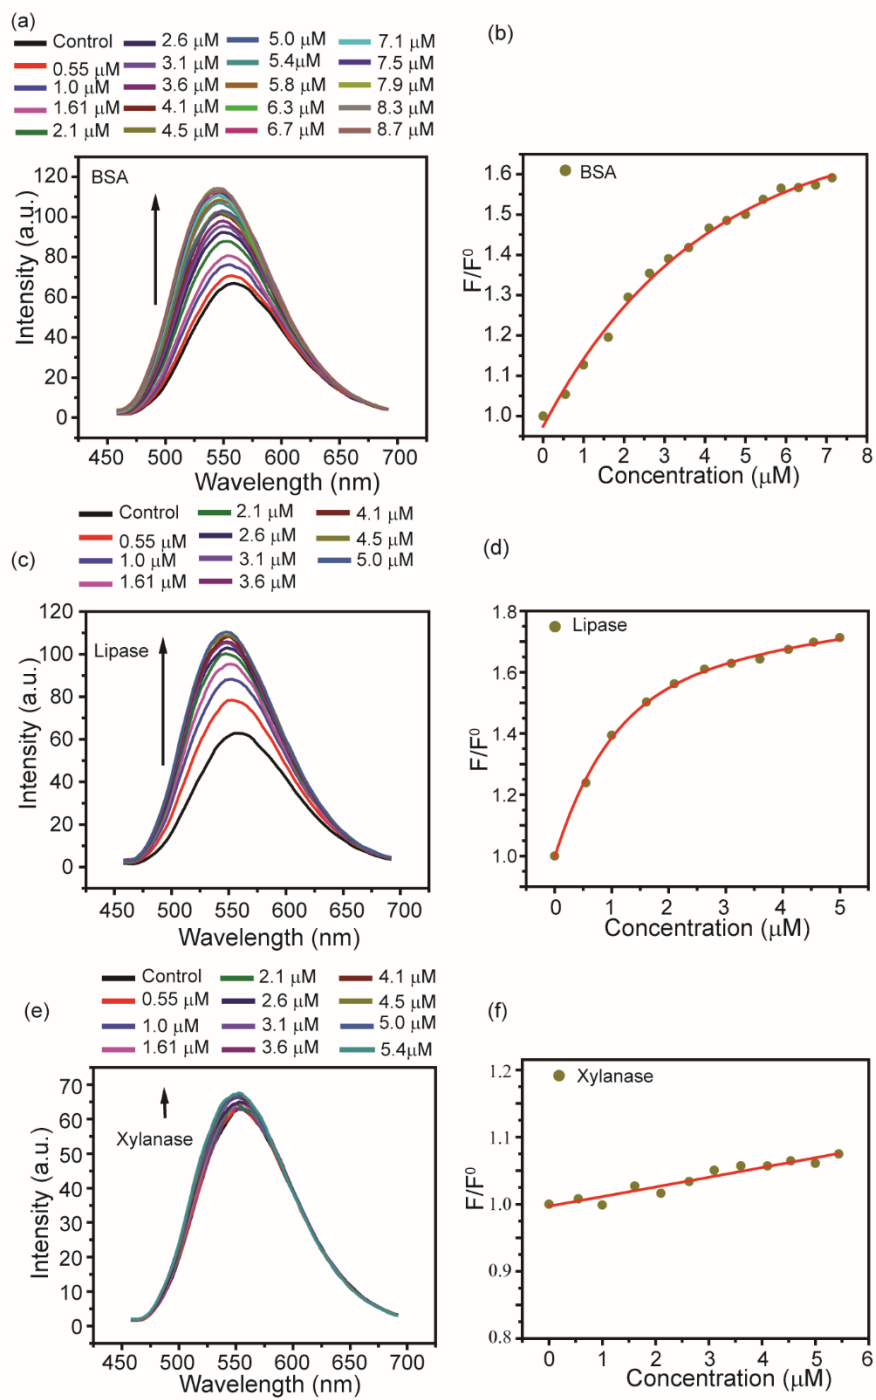 (a)
Control 2.6 µM 5.0 µM 7.1 µM
0.55 µM 3.1 µM 5.4µM 7.5 µM
1.0 µM 3.6 µM 5.8 µM 7.9 µM
1.61 µM 4.1 µM 6.3 µM 8.3 µM
2.1 µM 4.5 µM 6.7 µM 8.7 µM
BSA
120
100
80
60
40
20
0
Intensity (a.u.)
450 500 550 600 650 700
Wavelength (nm)
(b)
BSA
1.6
1.5
1.4
1.3
1.2
1.1
1.0
F/F⁰
0 1 2 3 4 5 6 7 8
Concentration (µM)
(c)
Control 2.1 µM 4.1 µM
0.55 µM 2.6 µM 4.5 µM
1.0 µM 3.1 µM 5.0 µM
1.61 µM 3.6 µM
Lipase
120
100
80
60
40
20
0
Intensity (a.u.)
450 500 550 600 650 700
Wavelength (nm)
(d)
Lipase
1.8
1.6
1.4
1.2
1.0
F/F⁰
0 1 2 3 4 5
Concentration (µM)
(e)
Control 2.1 µM 4.1 µM
0.55 µM 2.6 µM 4.5 µM
1.0 µM 3.1 µM 5.0 µM
1.61 µM 3.6 µM 5.4µM
Xylanase
70
60
50
40
30
20
10
0
Intensity (a.u.)
450 500 550 600 650 700
Wavelength (nm)
(f)
Xylanase
1.2
1.1
1.0
0.9
0.8
F/F⁰
0 1 2 3 4 5 6
Concentration (µM)